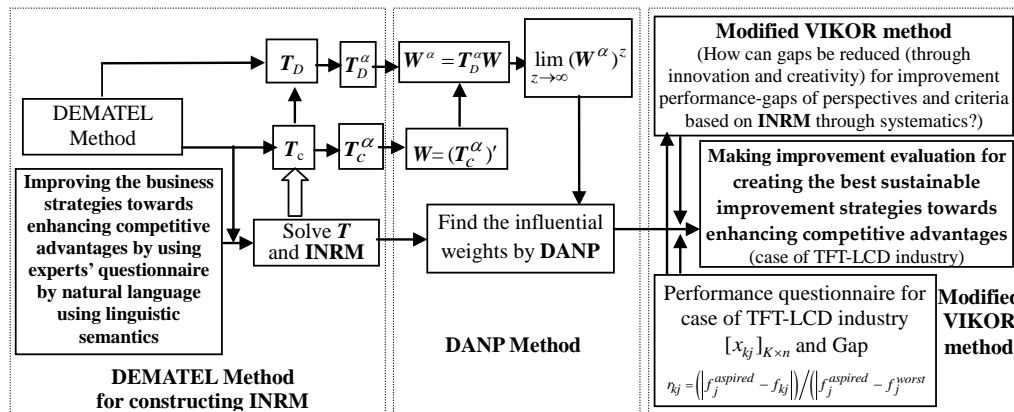 DEMATEL
Method
Improving the business
strategies towards
enhancing competitive
advantages by using
experts' questionnaire
by natural language
using linguistic
semantics
T_D
T_D^α
T_c
T_C^α
Solve T
and INRM
DEMATEL Method
for constructing INRM
W^α = T_D^α W
lim (W^α)^z
z→∞
W = (T_C^α)′
Find the influential
weights by DANP
DANP Method
Modified VIKOR method
(How can gaps be reduced (through
innovation and creativity) for improvement
performance-gaps of perspectives and criteria
based on INRM through systematics?)
Making improvement evaluation for
creating the best sustainable
improvement strategies towards
enhancing competitive advantages
(case of TFT-LCD industry)
Performance questionnaire for
case of TFT-LCD industry
[x_kj]_K×n and Gap
r_kj = (|f_j^aspired − f_kj|)/(|f_j^aspired − f_j^worst
Modified
VIKOR
method